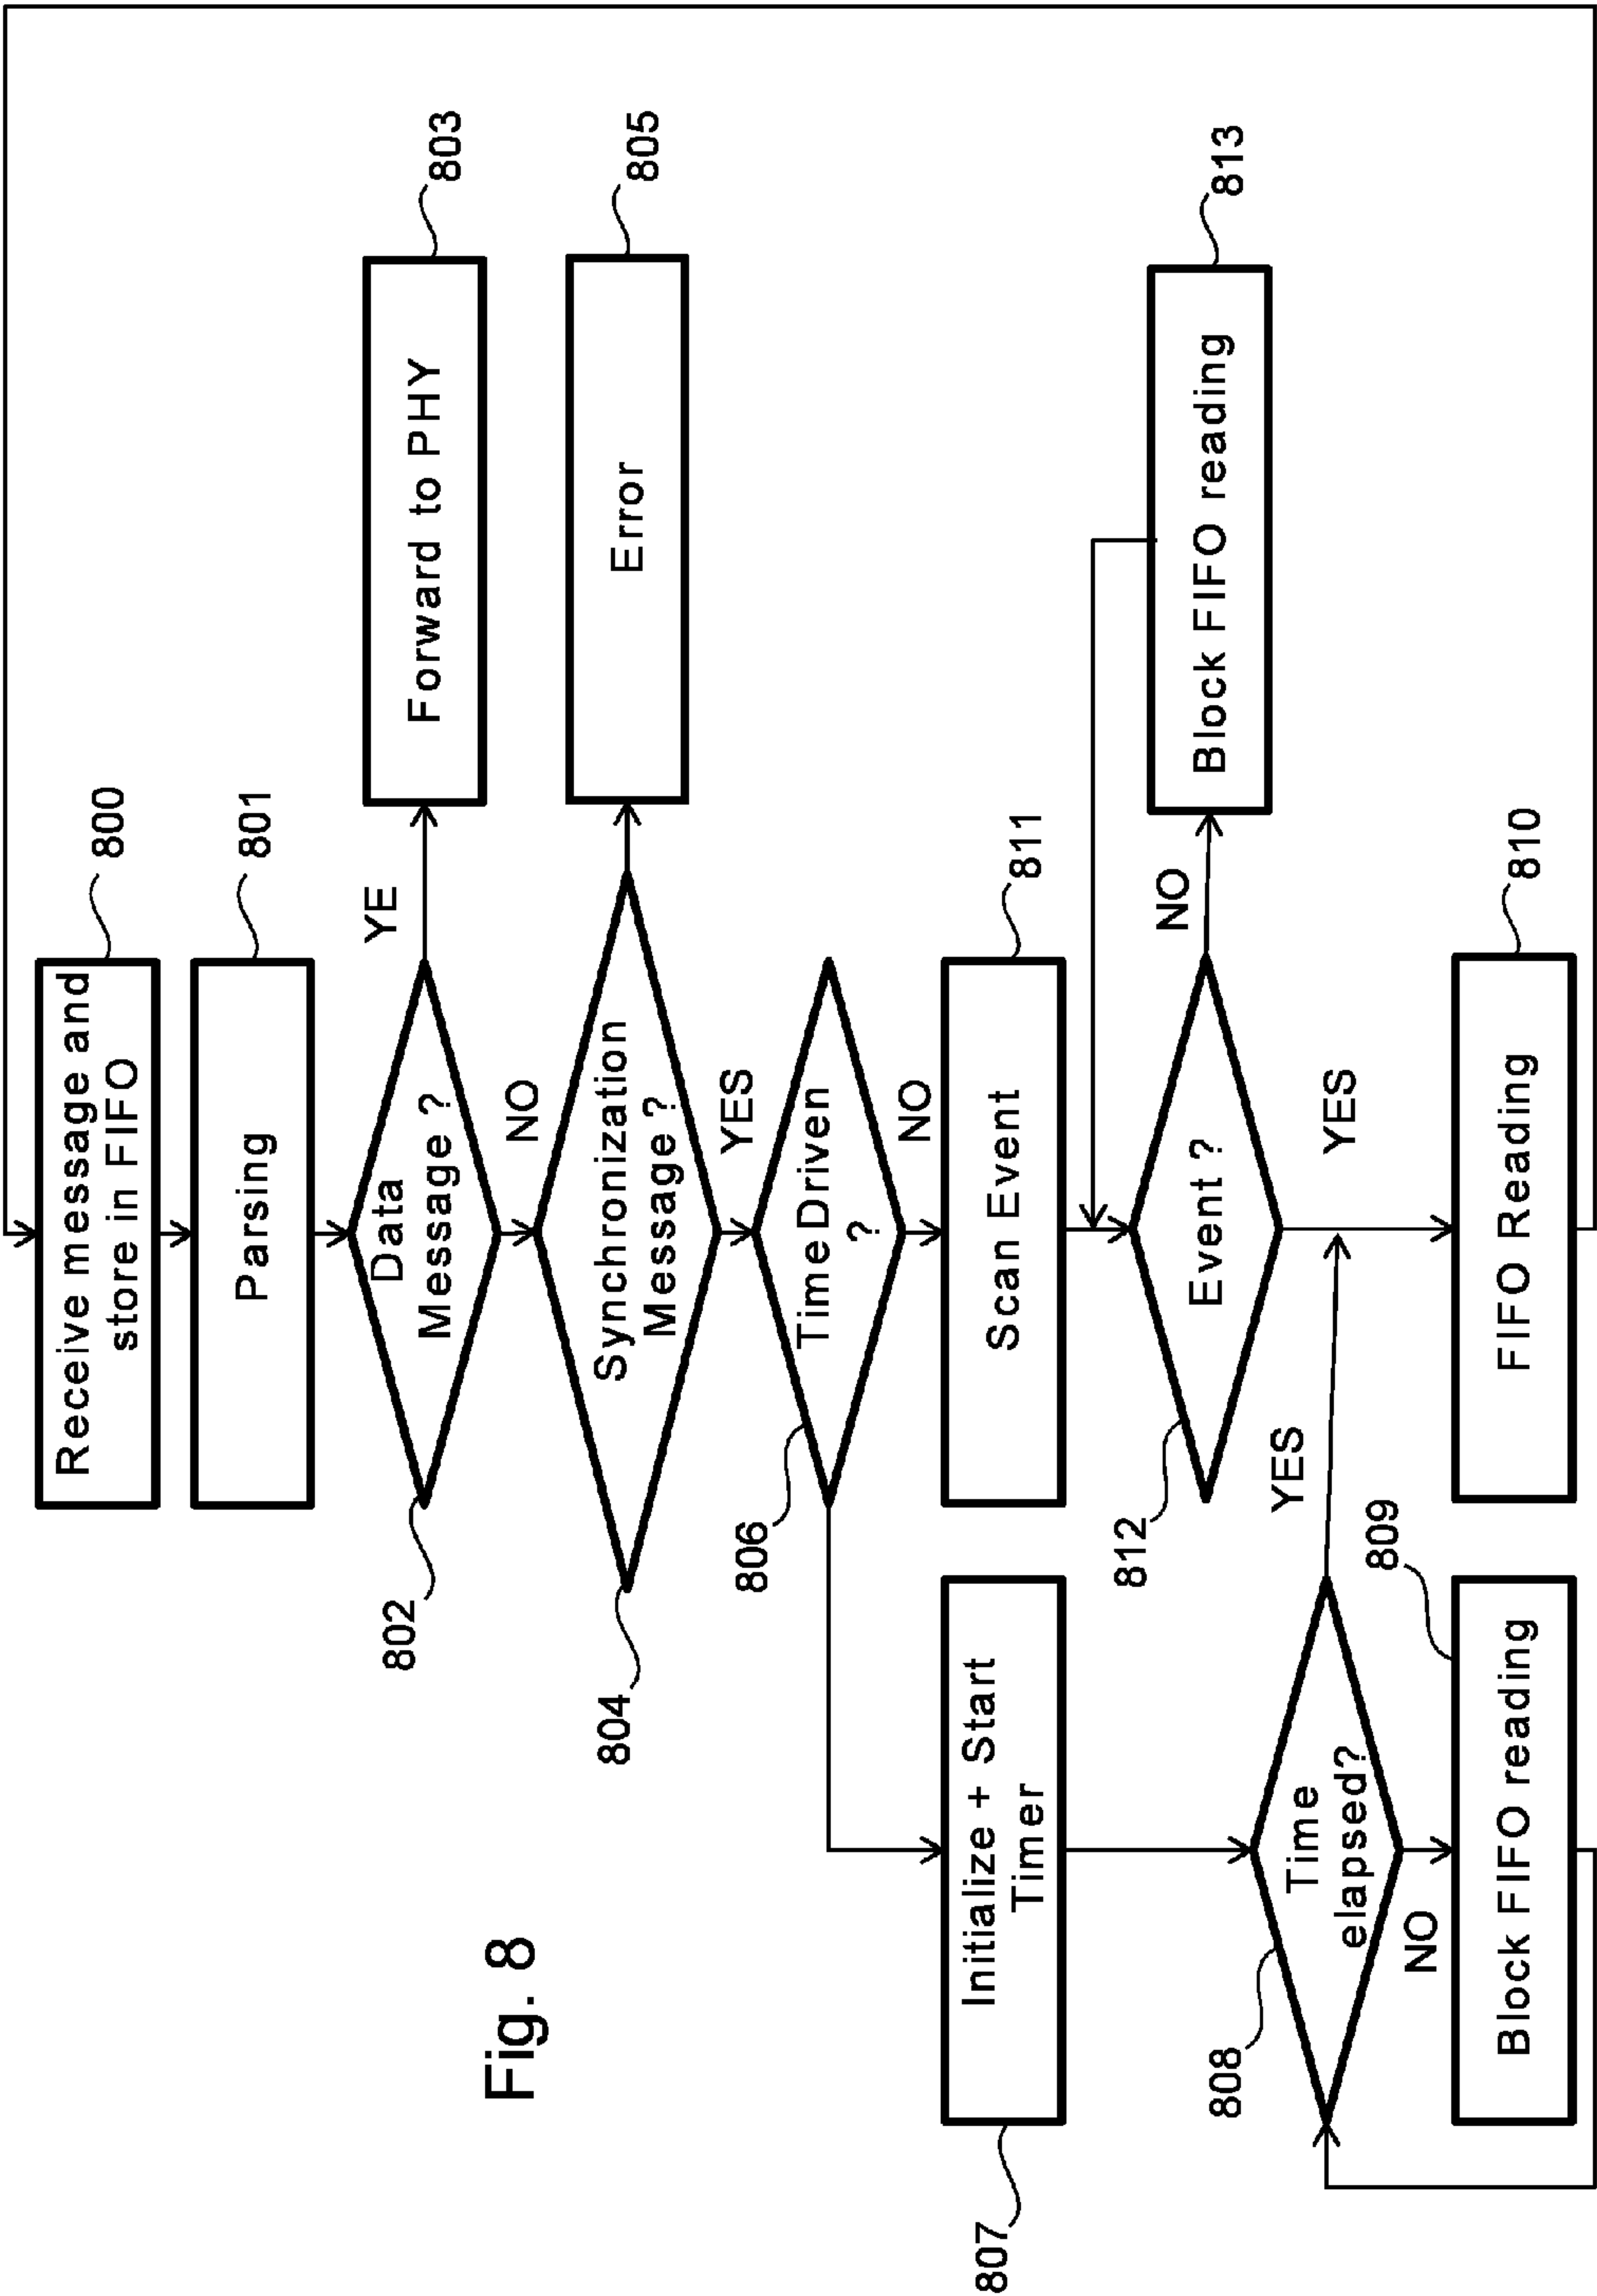 Receive message and
store in FIFO
800
Parsing
801
Data
Message ?
802
YE
Forward to PHY
803
NO
Synchronization
Message ?
804
Error
805
YES
Time Driven
?
806
NO
Initialize + Start
Timer
807
Scan Event
811
Event ?
812
NO
Block FIFO reading
813
Time
elapsed?
808
YES
YES
NO
Block FIFO reading
809
FIFO Reading
810
Fig. 8